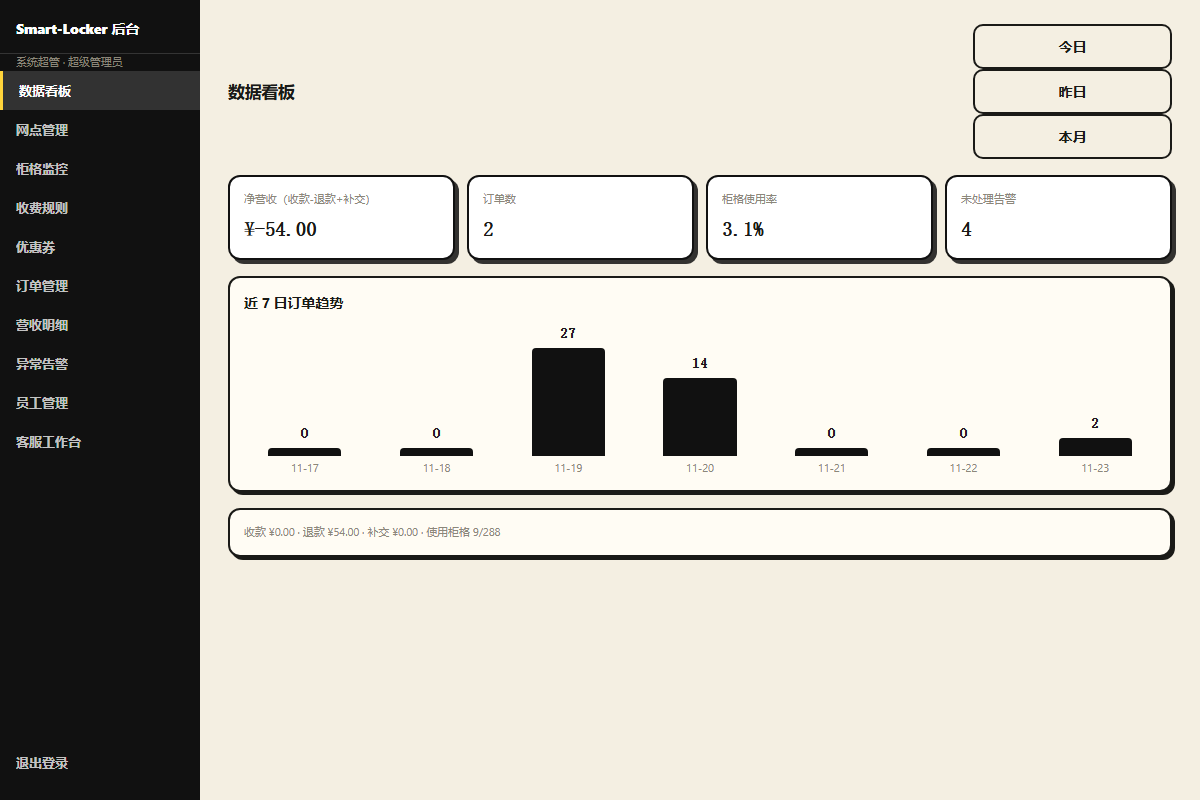 Smart-Locker 后台
系统超管 · 超级管理员
数据看板
网点管理
柜格监控
收费规则
优惠券
订单管理
营收明细
异常告警
员工管理
客服工作台
退出登录
数据看板
今日
昨日
本月
净营收（收款-退款+补交）
¥-54.00
订单数
2
柜格使用率
3.1%
未处理告警
4
近 7 日订单趋势
0
11-17
0
11-18
27
11-19
14
11-20
0
11-21
0
11-22
2
11-23
收款 ¥0.00 · 退款 ¥54.00 · 补交 ¥0.00 · 使用柜格 9/288